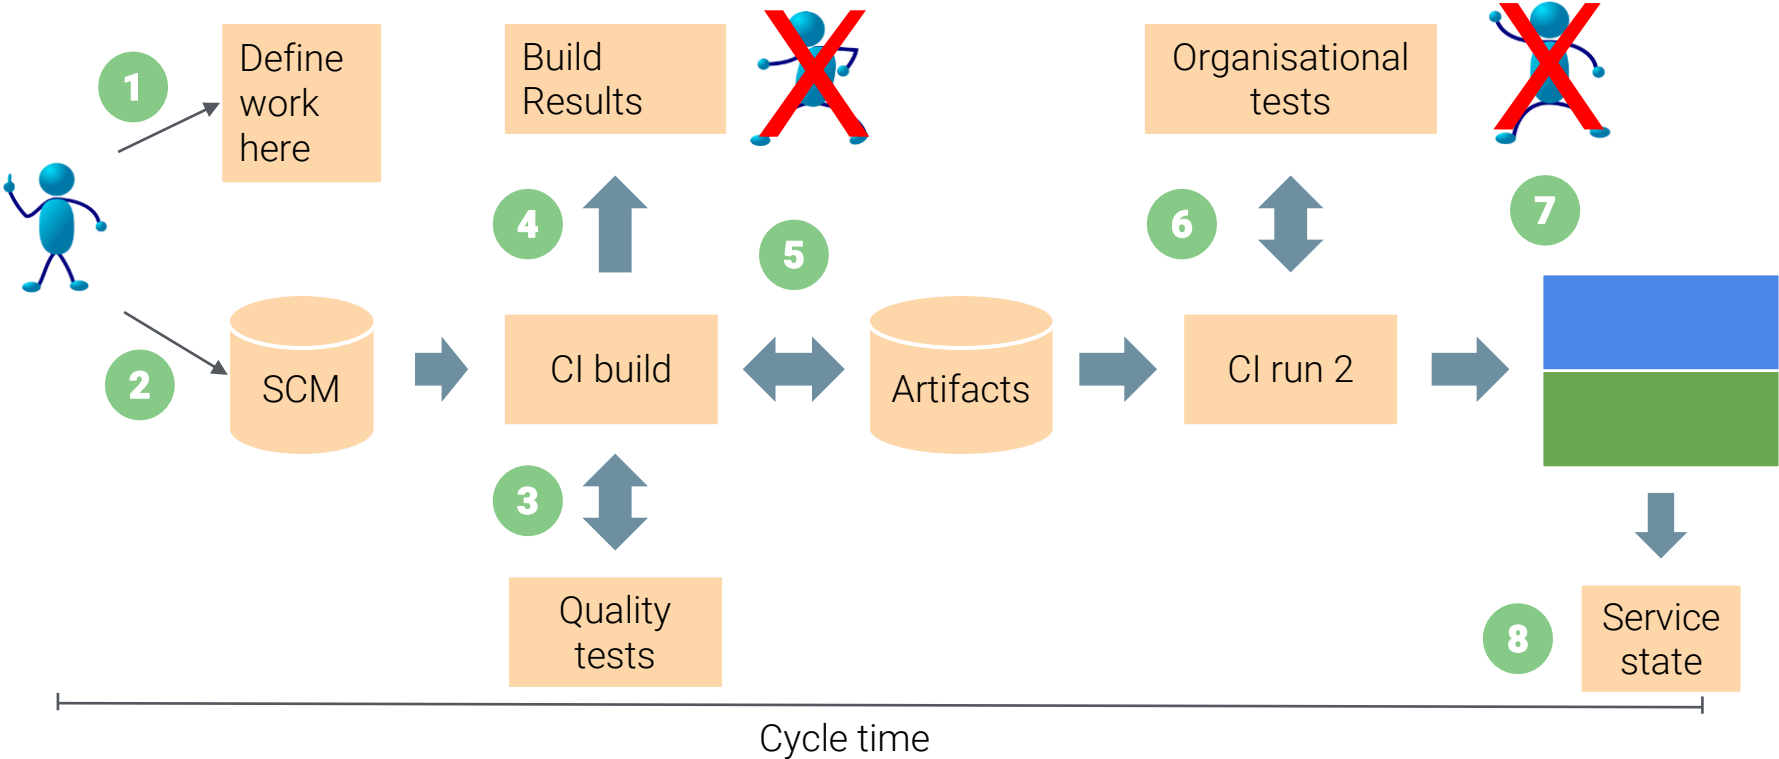 1
Define
work
here
2
SCM
3
Quality
tests
4
Build
Results
CI build
5
Artifacts
6
Organisational
tests
CI run 2
7
8
Service
state
Cycle time